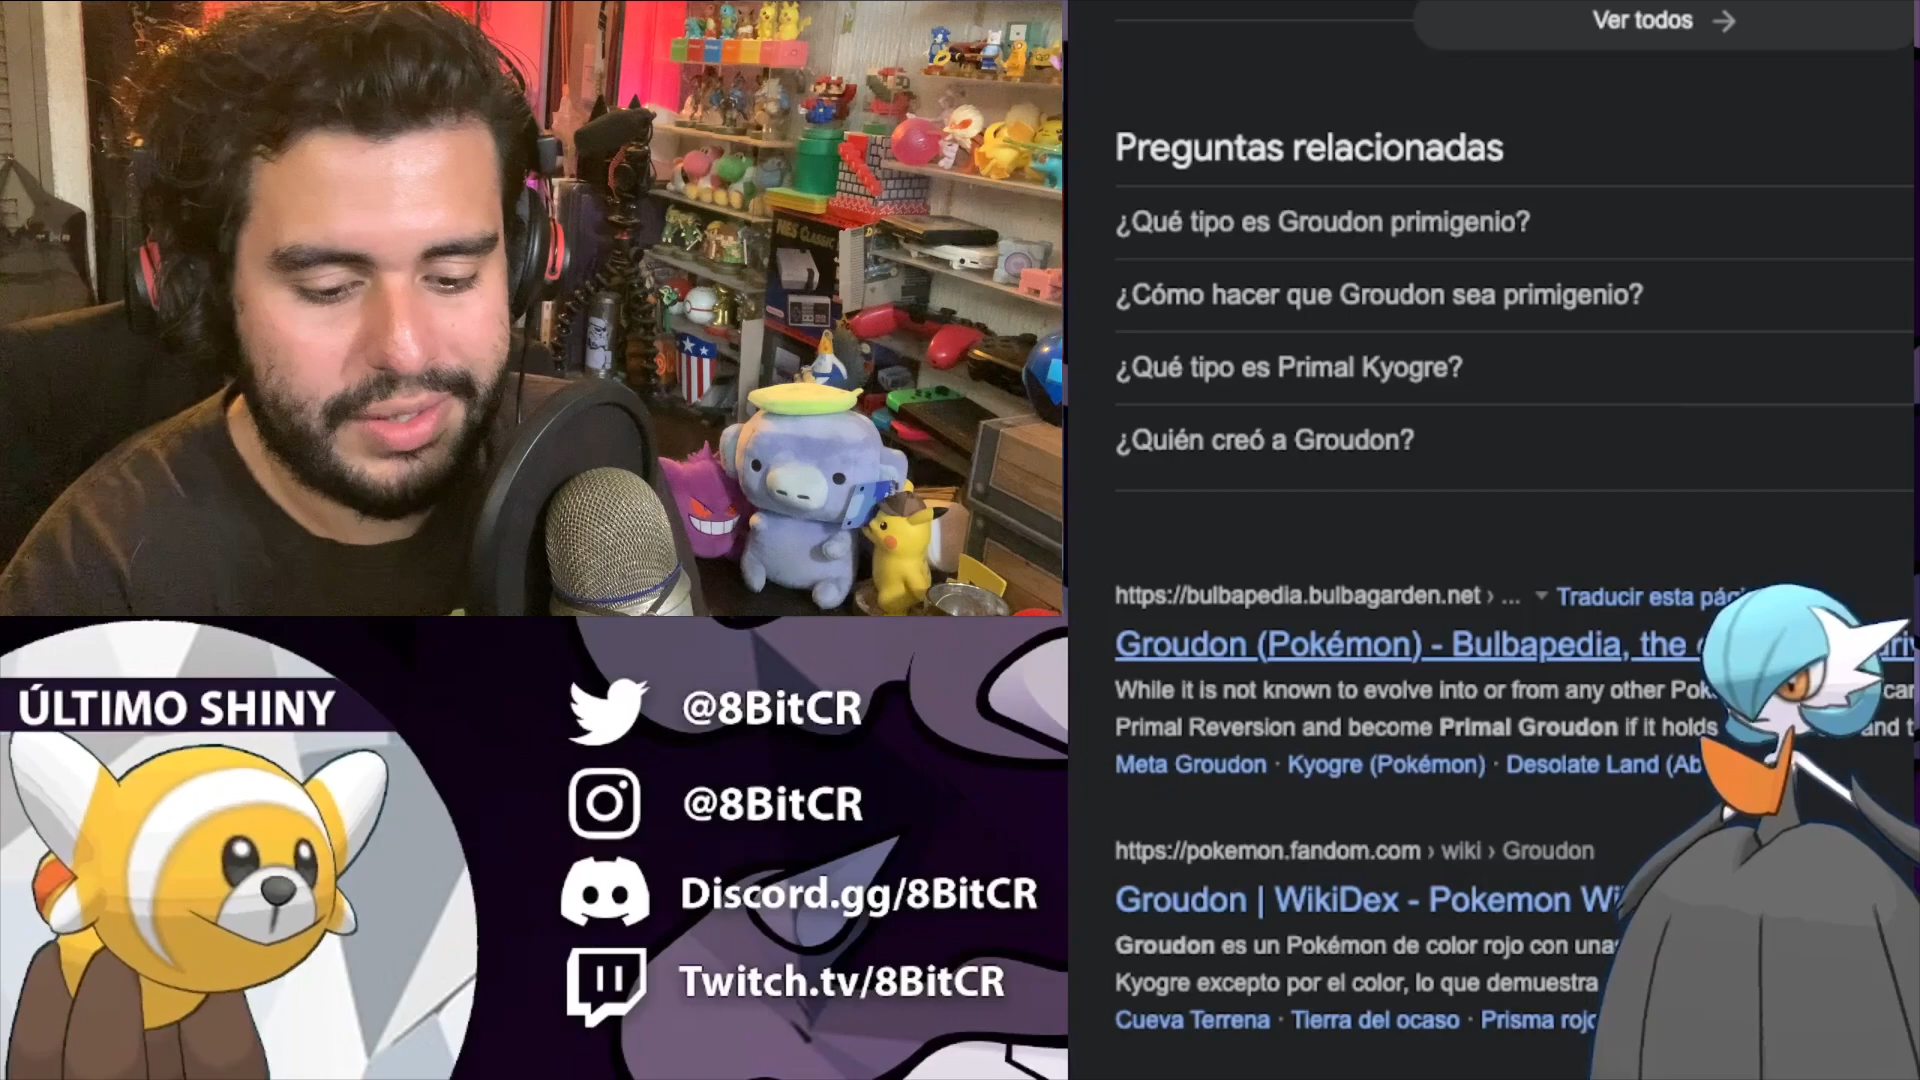 NES CLASSIC
ÚLTIMO SHINY
@8BitCR
@8BitCR
Discord.gg/8BitCR
Twitch.tv/8BitCR
Ver todos
Preguntas relacionadas
¿Qué tipo es Groudon primigenio?
¿Cómo hacer que Groudon sea primigenio?
¿Qué tipo es Primal Kyogre?
¿Quién creó a Groudon?
https://bulbapedia.bulbagarden.net › ... Traducir esta
Groudon (Pokémon) - Bulbapedia, the
While it is not known to evolve into or from any other
Primal Reversion and become Primal Groudon if it holds and
Meta Groudon · Kyogre (Pokémon) · Desolate Land
https://pokemon.fandom.com › wiki › Groudon
Groudon | WikiDex - Pokemon
Groudon es un Pokémon de color rojo con
Kyogre excepto por el color, lo que demuestra
Cueva Terrena · Tierra del ocaso · Prisma